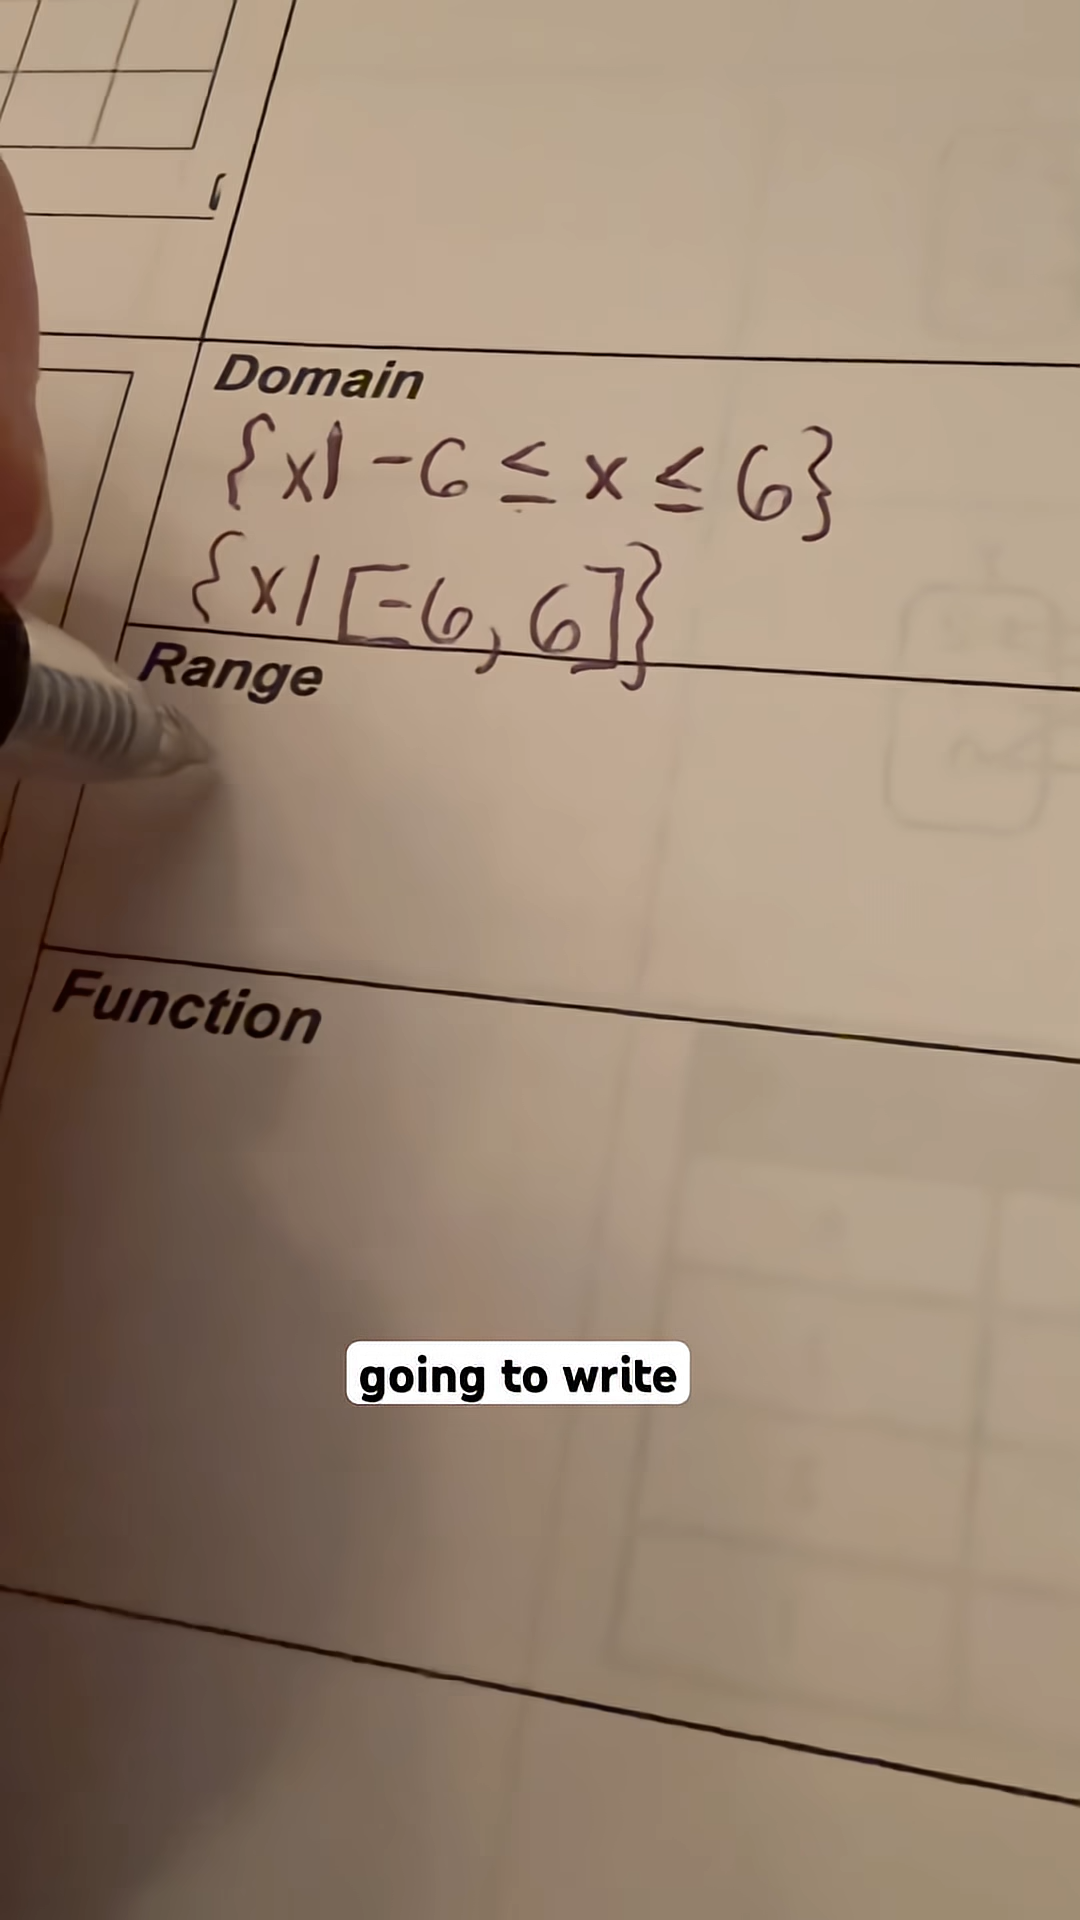 Domain
{x| -6 ≤ x ≤ 6}
{x| [-6, 6]}
Range
Function
going to write